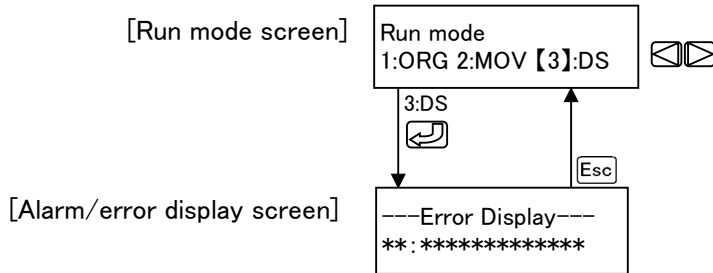 [Run mode screen]
Run mode
1:ORG 2:MOV【3】:DS
3:DS
Esc
[Alarm/error display screen]
---Error Display---
**:*************